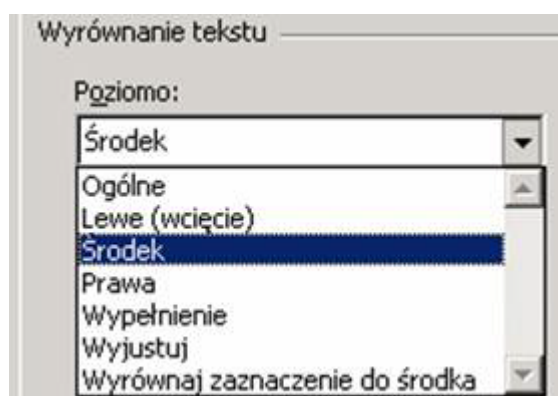 Wyrównanie tekstu
Poziomo:
Środek
Ogólne
Lewe (wcięcie)
Środek
Prawa
Wypełnienie
Wyjustuj
Wyrównaj zaznaczenie do środka